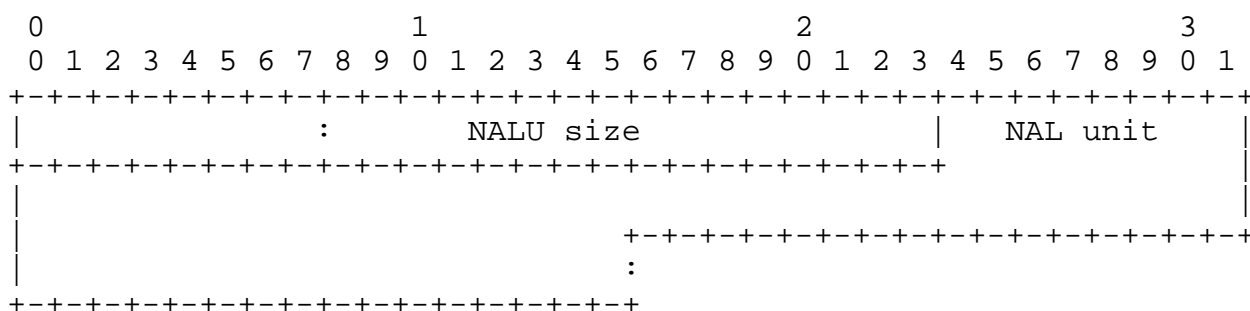 0                   1                   2                   3
 0 1 2 3 4 5 6 7 8 9 0 1 2 3 4 5 6 7 8 9 0 1 2 3 4 5 6 7 8 9 0 1
+-+-+-+-+-+-+-+-+-+-+-+-+-+-+-+-+-+-+-+-+-+-+-+-+-+-+-+-+-+-+-+-+
|               :       NALU size               |   NAL unit    |
+-+-+-+-+-+-+-+-+-+-+-+-+-+-+-+-+-+-+-+-+-+-+-+-+               |
|                                                               |
|                               +-+-+-+-+-+-+-+-+-+-+-+-+-+-+-+-+
|                               :
+-+-+-+-+-+-+-+-+-+-+-+-+-+-+-+-+